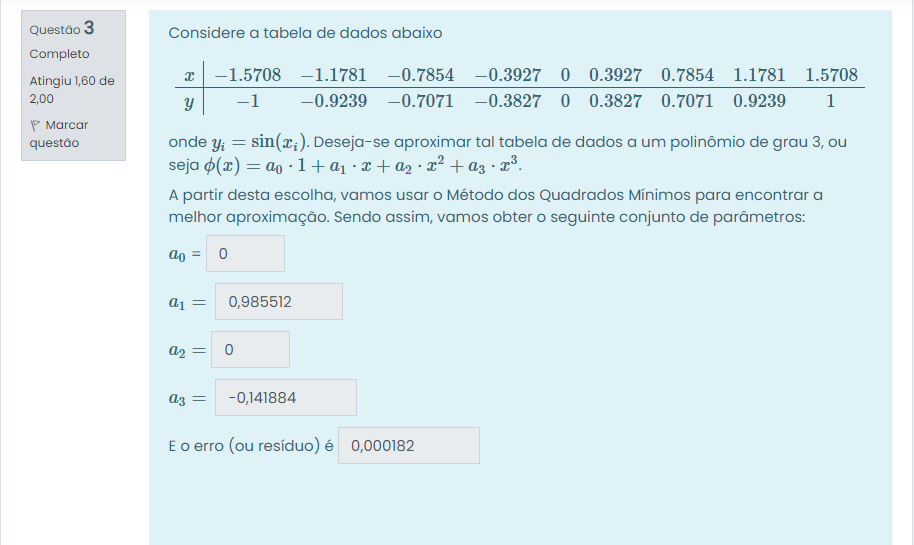 Questão 3
Completo
Atingiu 1,60 de
2,00
Marcar
questão
Considere a tabela de dados abaixo
x −1.5708 −1.1781 −0.7854 −0.3927 0 0.3927 0.7854 1.1781 1.5708
y −1 −0.9239 −0.7071 −0.3827 0 0.3827 0.7071 0.9239 1
onde yᵢ = sin(xᵢ). Deseja-se aproximar tal tabela de dados a um polinômio de grau 3, ou
seja ϕ(x) = a₀ · 1 + a₁ · x + a₂ · x² + a₃ · x³.
A partir desta escolha, vamos usar o Método dos Quadrados Mínimos para encontrar a
melhor aproximação. Sendo assim, vamos obter o seguinte conjunto de parâmetros:
a₀ = 0
a₁ = 0,985512
a₂ = 0
a₃ = -0,141884
E o erro (ou resíduo) é 0,000182